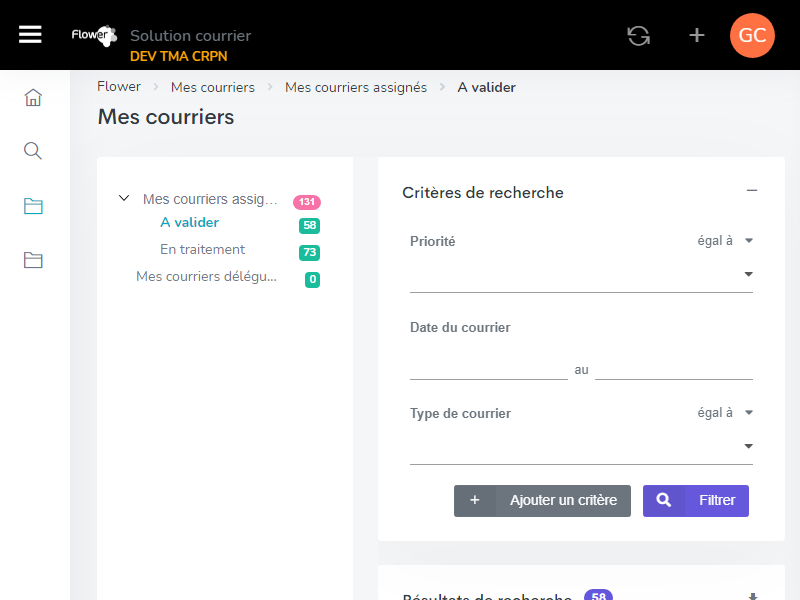 Flower
Solution courrier
DEV TMA CRPN
GC
Flower
Mes courriers
Mes courriers assignés
A valider
Mes courriers
Mes courriers assig...
131
A valider
58
En traitement
73
Mes courriers délégu...
0
Critères de recherche
Priorité
égal à
Date du courrier
au
Type de courrier
égal à
+ Ajouter un critère
Filtrer
Résultats de recherche
58